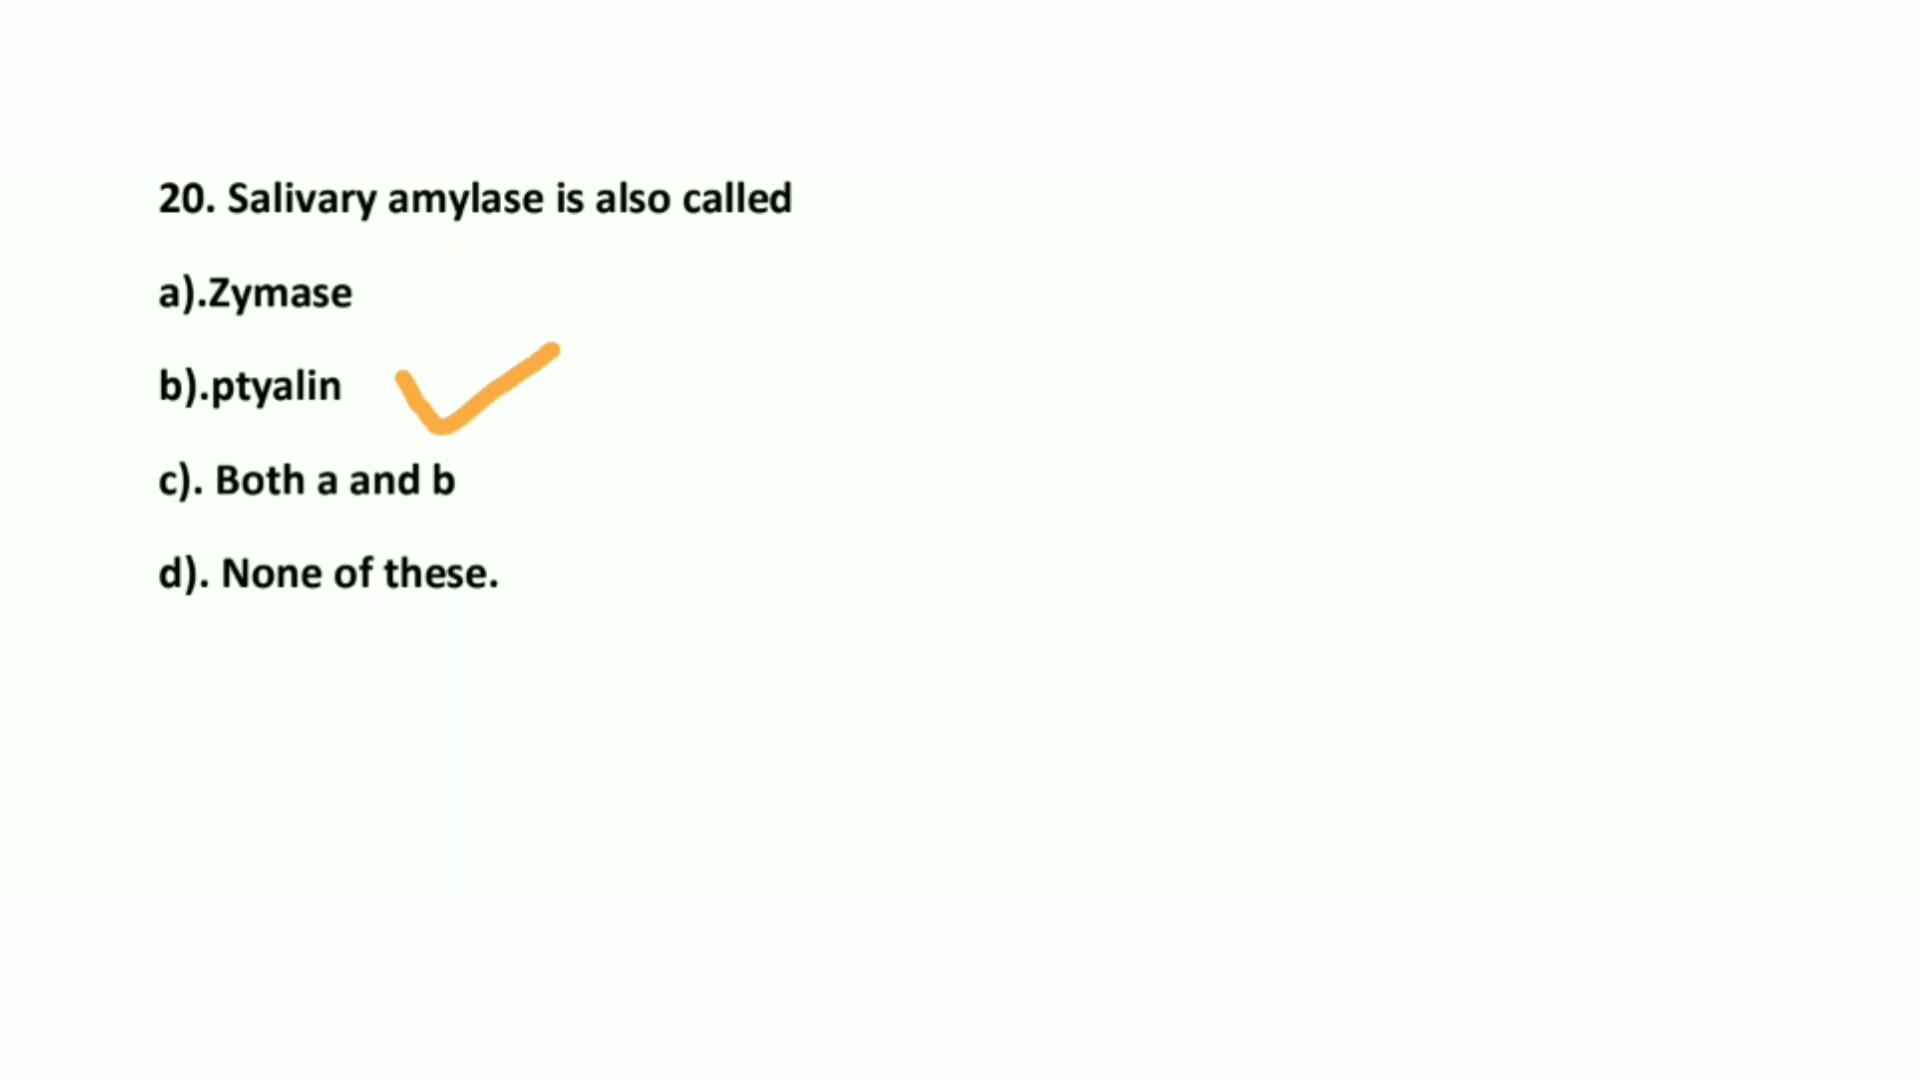 20. Salivary amylase is also called
a).Zymase
b).ptyalin
c). Both a and b
d). None of these.